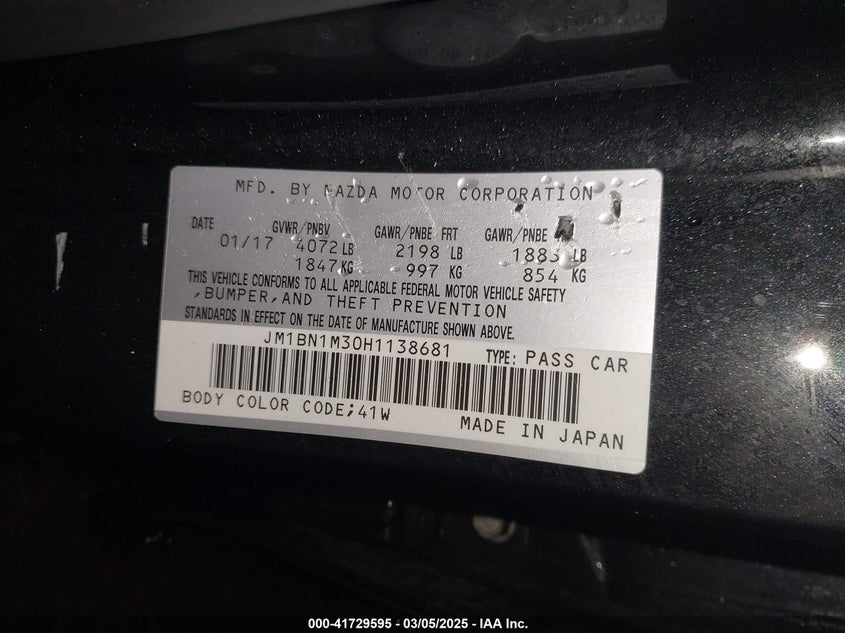 MFD. BY MAZDA MOTOR CORPORATION
DATE GVWR/PNBV GAWR/PNBE FRT GAWR/PNBE
01/17 4072LB 2198 LB 1883 LB
1847KG 997 KG 854 KG
THIS VEHICLE CONFORMS TO ALL APPLICABLE FEDERAL MOTOR VEHICLE SAFETY
,BUMPER,AND THEFT PREVENTION
STANDARDS IN EFFECT ON THE DATE OF MANUFACTURE SHOWN ABOVE.
JM1BN1M30H1138681 TYPE: PASS CAR
BODY COLOR CODE;41W
MADE IN JAPAN
000-41729595 - 03/05/2025 - IAA Inc.